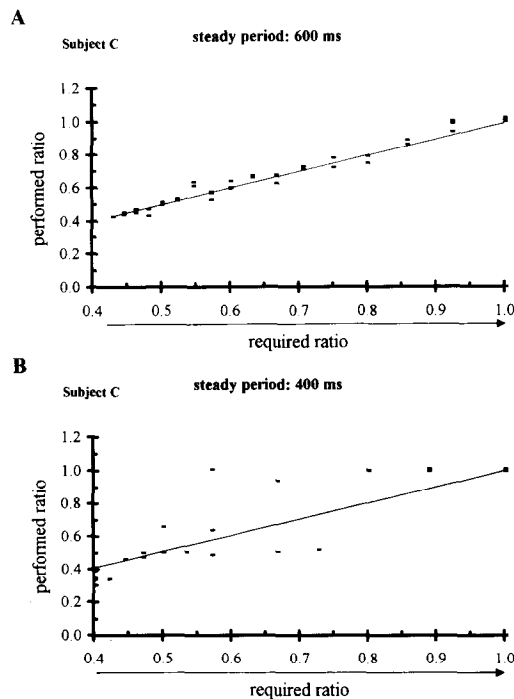 A
Subject C
steady period: 600 ms
1.2
1.0
0.8
0.6
0.4
0.2
0.0
performed ratio
0.4 0.5 0.6 0.7 0.8 0.9 1.0
required ratio
B
Subject C
steady period: 400 ms
1.2
1.0
0.8
0.6
0.4
0.2
0.0
performed ratio
0.4 0.5 0.6 0.7 0.8 0.9 1.0
required ratio